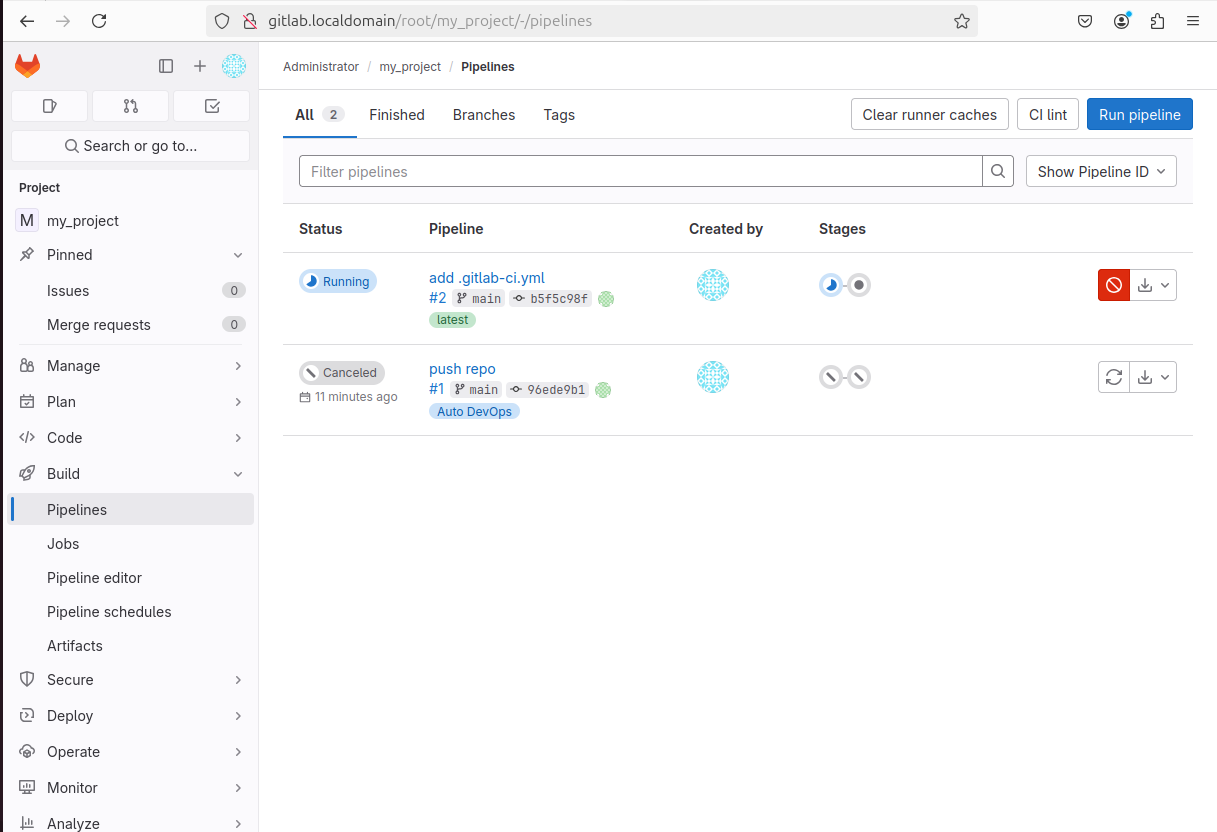 gitlab.localdomain/root/my_project/-/pipelines
Administrator / my_project / Pipelines
All 2 Finished Branches Tags Clear runner caches CI lint Run pipeline
Search or go to...
Filter pipelines Show Pipeline ID
Project
M my_project
Pinned
Issues 0
Merge requests 0
Manage
Plan
Code
Build
Pipelines
Jobs
Pipeline editor
Pipeline schedules
Artifacts
Secure
Deploy
Operate
Monitor
Analyze
Status Pipeline Created by Stages
Running add .gitlab-ci.yml
#2 main b5f5c98f
latest
Canceled push repo
11 minutes ago #1 main 96ede9b1
Auto DevOps